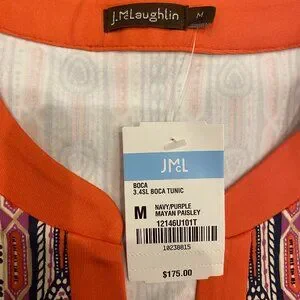 J.McLaughlin
M
JMcL
BOCA
3.4SL BOCA TUNIC
M
NAVY/PURPLE
MAYAN PAISLEY
12146U101T
10238815
$175.00